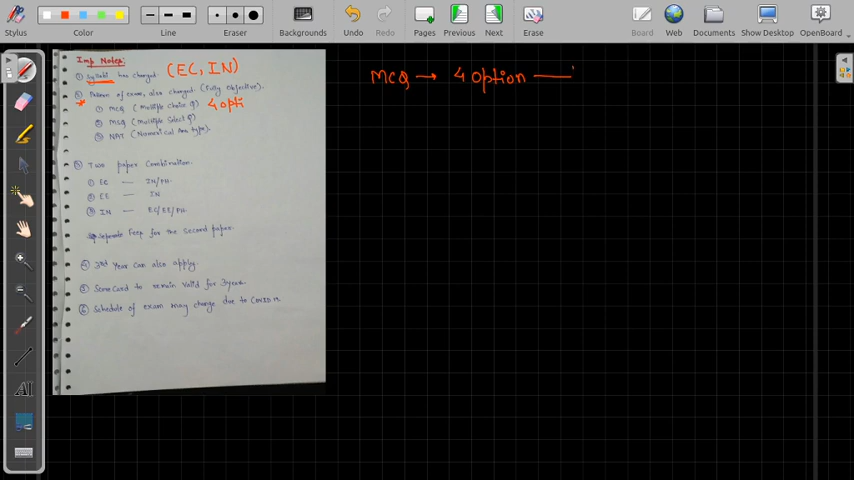 Stylus
Color
Line
Eraser
Backgrounds
Undo
Redo
Pages
Previous
Next
Erase
Board
Web
Documents
Show Desktop
OpenBoard
Imp Notes:
① Syllabi has changed. (EC, IN)
② Pattern of exam, also changed. (Fully Objective).
① MCQ (Multiple Choice Q) 4 opti
② MSQ (Multiple Select Q)
③ NAT (Numerical Ans type).
③ Two paper Combination.
① EC — IN/PH.
② EE — IN
③ IN — EC/EE/PH.
Seperate Fees for the second paper.
④ 3rd Year can also apply.
⑤ ScoreCard to remain valid for 3 years
⑥ Schedule of exam may change due to COVID 19
MCQ → 4 option —